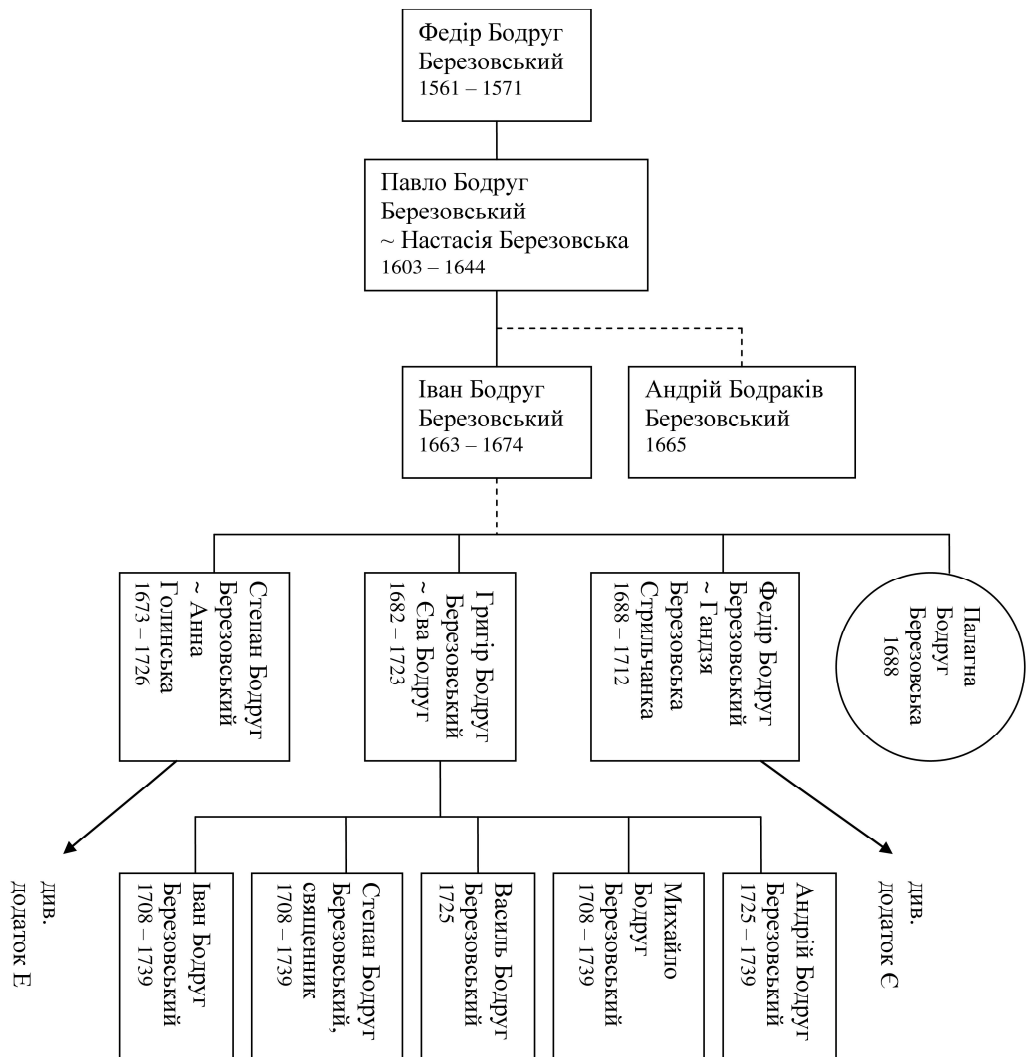 Федір Бодруг
Березовський
1561 – 1571
Павло Бодруг
Березовський
~ Настасія Березовська
1603 – 1644
Іван Бодруг
Березовський
1663 – 1674
Андрій Бодраків
Березовський
1665
Степан Бодруг
Березовський
~ Анна
Голинська
1673 – 1726
Григір Бодруг
Березовський
~ Єва Бодруг
1682 – 1723
Федір Бодруг
Березовський
~ Гандзя
Березовська
Стрильчанка
1688 – 1712
Палагна
Бодруг
Березовська
1688
див.
додаток Е
Іван Бодруг
Березовський
1708 – 1739
Степан Бодруг
Березовський,
священник
1708 – 1739
Василь Бодруг
Березовський
1725
Михайло
Бодруг
Березовський
1708 – 1739
Андрій Бодруг
Березовський
1725 – 1739
див.
додаток Є